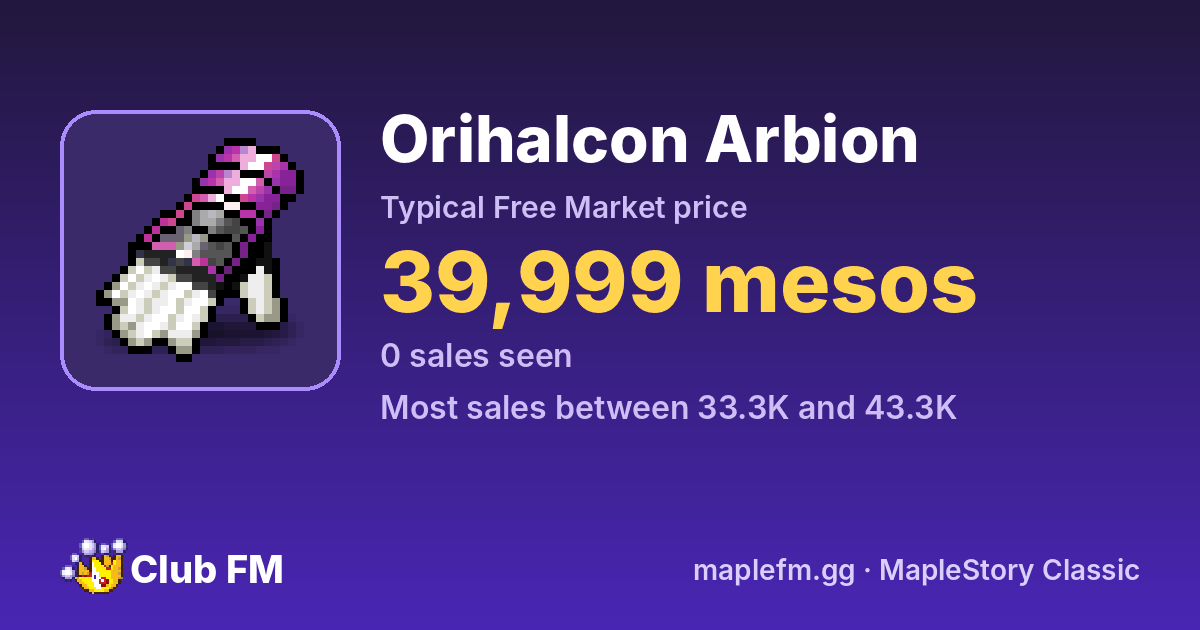 Orihalcon Arbion
Typical Free Market price
39,999 mesos
0 sales seen
Most sales between 33.3K and 43.3K
Club FM
maplefm.gg · MapleStory Classic